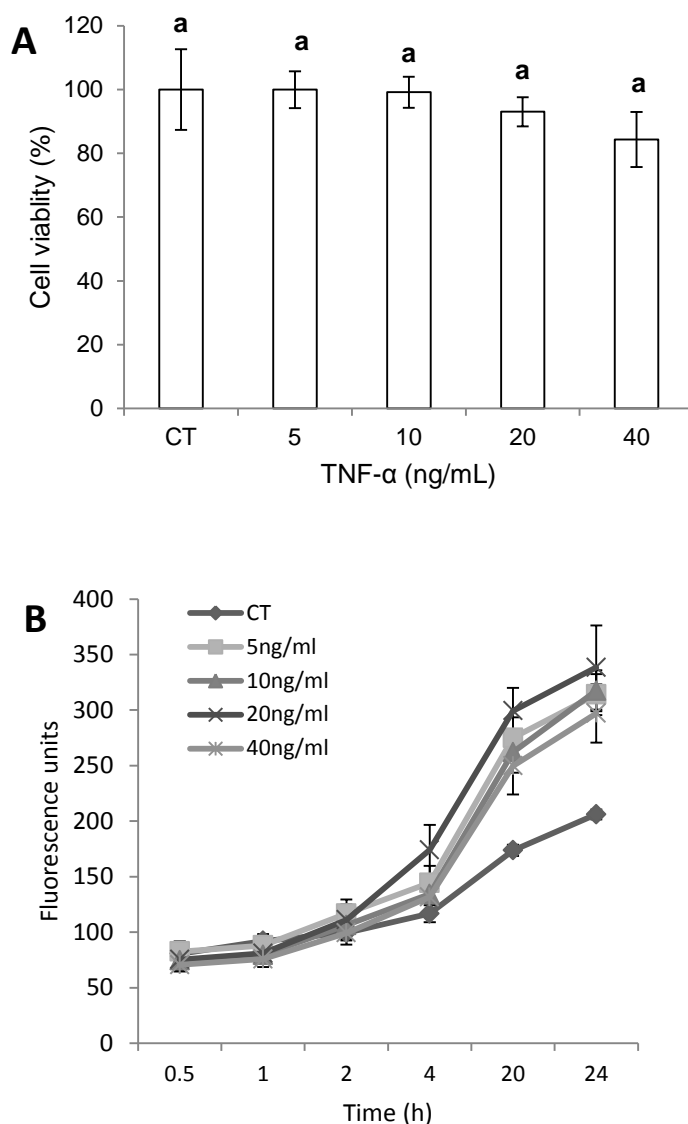 A
120
100
80
60
40
20
0
Cell viablity (%)
a
a
a
a
a
CT 5 10 20 40
TNF-α (ng/mL)
B
400
350
300
250
200
150
100
50
0
Fluorescence units
CT
5ng/ml
10ng/ml
20ng/ml
40ng/ml
0.5 1 2 4 20 24
Time (h)